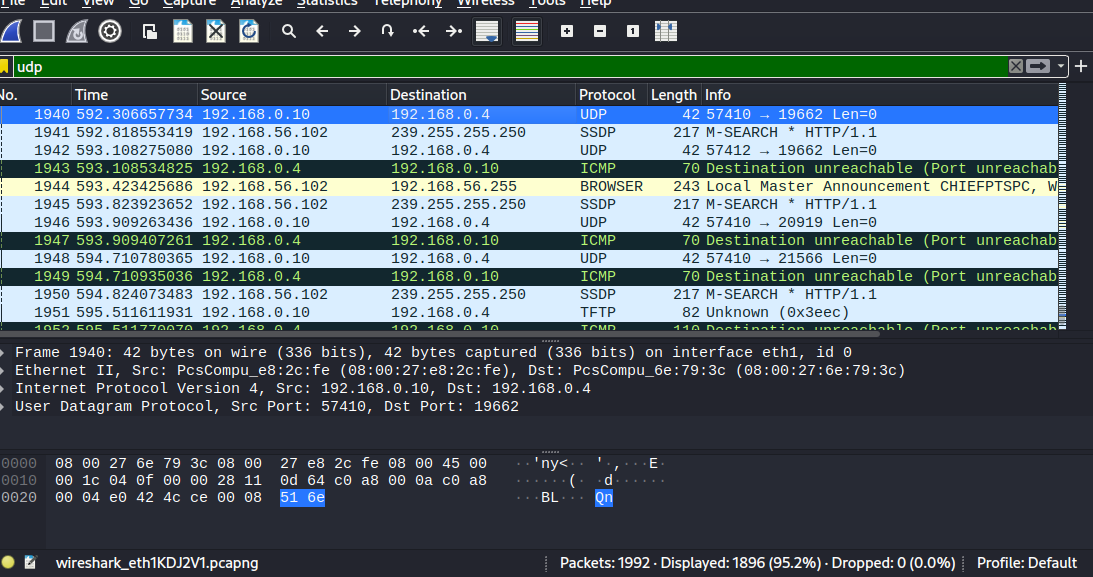 File Edit View Go Capture Analyze Statistics Telephony Wireless Tools Help
udp
No. Time Source Destination Protocol Length Info
1940 592.306657734 192.168.0.10 192.168.0.4 UDP 42 57410 → 19662 Len=0
1941 592.818553419 192.168.56.102 239.255.255.250 SSDP 217 M-SEARCH * HTTP/1.1
1942 593.108275080 192.168.0.10 192.168.0.4 UDP 42 57412 → 19662 Len=0
1943 593.108534825 192.168.0.4 192.168.0.10 ICMP 70 Destination unreachable (Port unreachab
1944 593.423425686 192.168.56.102 192.168.56.255 BROWSER 243 Local Master Announcement CHIEFPTSPC, W
1945 593.823923652 192.168.56.102 239.255.255.250 SSDP 217 M-SEARCH * HTTP/1.1
1946 593.909263436 192.168.0.10 192.168.0.4 UDP 42 57410 → 20919 Len=0
1947 593.909407261 192.168.0.4 192.168.0.10 ICMP 70 Destination unreachable (Port unreachab
1948 594.710780365 192.168.0.10 192.168.0.4 UDP 42 57410 → 21566 Len=0
1949 594.710935036 192.168.0.4 192.168.0.10 ICMP 70 Destination unreachable (Port unreachab
1950 594.824073483 192.168.56.102 239.255.255.250 SSDP 217 M-SEARCH * HTTP/1.1
1951 595.511611931 192.168.0.10 192.168.0.4 TFTP 82 Unknown (0x3eec)
1952 595.511770070 192.168.0.4 192.168.0.10 ICMP 110 Destination unreachable (Port unreachab
Frame 1940: 42 bytes on wire (336 bits), 42 bytes captured (336 bits) on interface eth1, id 0
Ethernet II, Src: PcsCompu_e8:2c:fe (08:00:27:e8:2c:fe), Dst: PcsCompu_6e:79:3c (08:00:27:6e:79:3c)
Internet Protocol Version 4, Src: 192.168.0.10, Dst: 192.168.0.4
User Datagram Protocol, Src Port: 57410, Dst Port: 19662
0000 08 00 27 6e 79 3c 08 00 27 e8 2c fe 08 00 45 00 ··'ny<·· '·,···E·
0010 00 1c 04 0f 00 00 28 11 0d 64 c0 a8 00 0a c0 a8 ······(· ·d······
0020 00 04 e0 42 4c ce 00 08 51 6e ···BL··· Qn
wireshark_eth1KDJ2V1.pcapng Packets: 1992 · Displayed: 1896 (95.2%) · Dropped: 0 (0.0%) Profile: Default